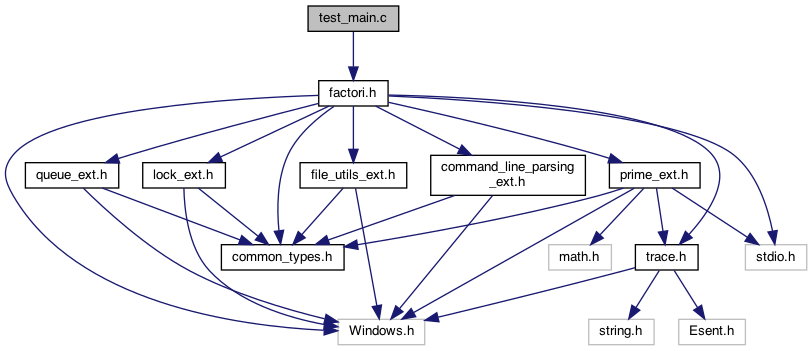 test_main.c
factori.h
queue_ext.h
lock_ext.h
file_utils_ext.h
command_line_parsing
_ext.h
prime_ext.h
common_types.h
math.h
trace.h
stdio.h
Windows.h
string.h
Esent.h